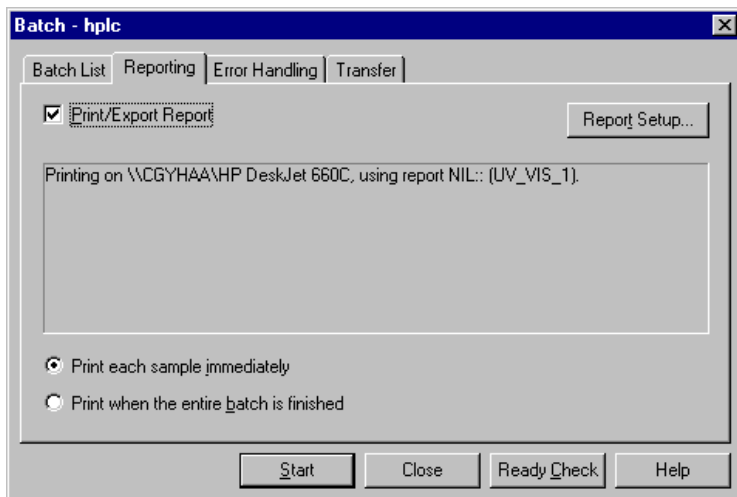 Batch - hplc
Batch List Reporting Error Handling Transfer
Print/Export Report
Report Setup...
Printing on \\CGYHAA\HP DeskJet 660C, using report NIL:: (UV_VIS_1).
Print each sample immediately
Print when the entire batch is finished
Start Close Ready Check Help